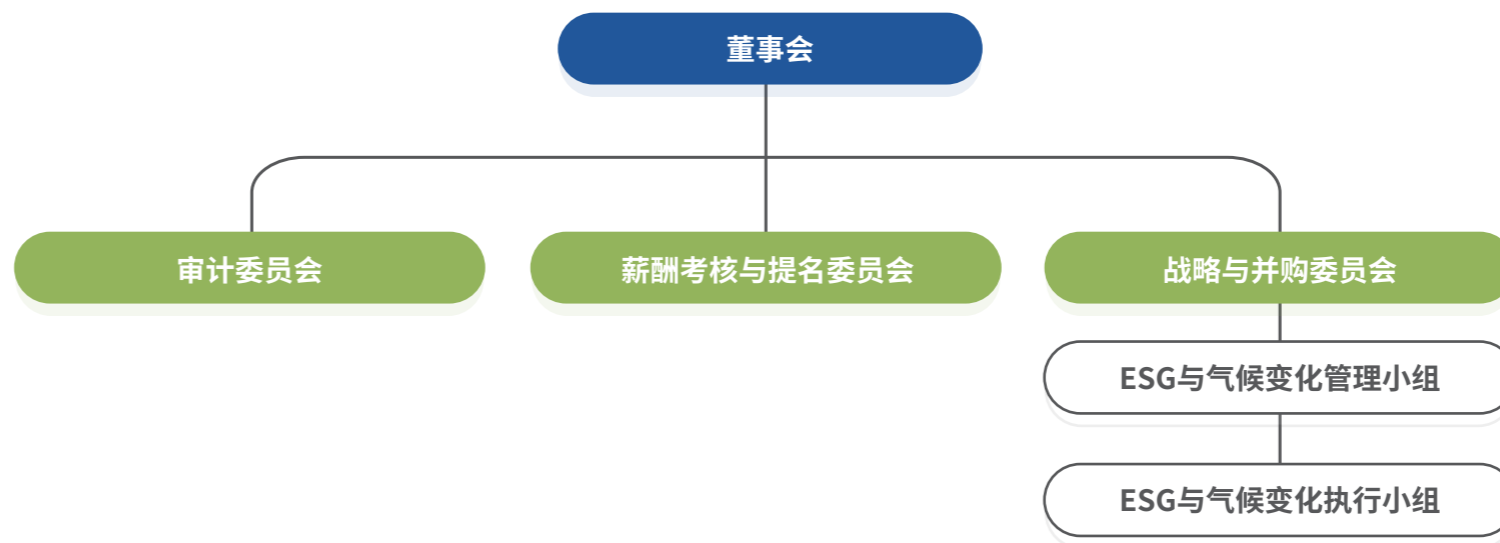 董事会
审计委员会
薪酬考核与提名委员会
战略与并购委员会
ESG与气候变化管理小组
ESG与气候变化执行小组